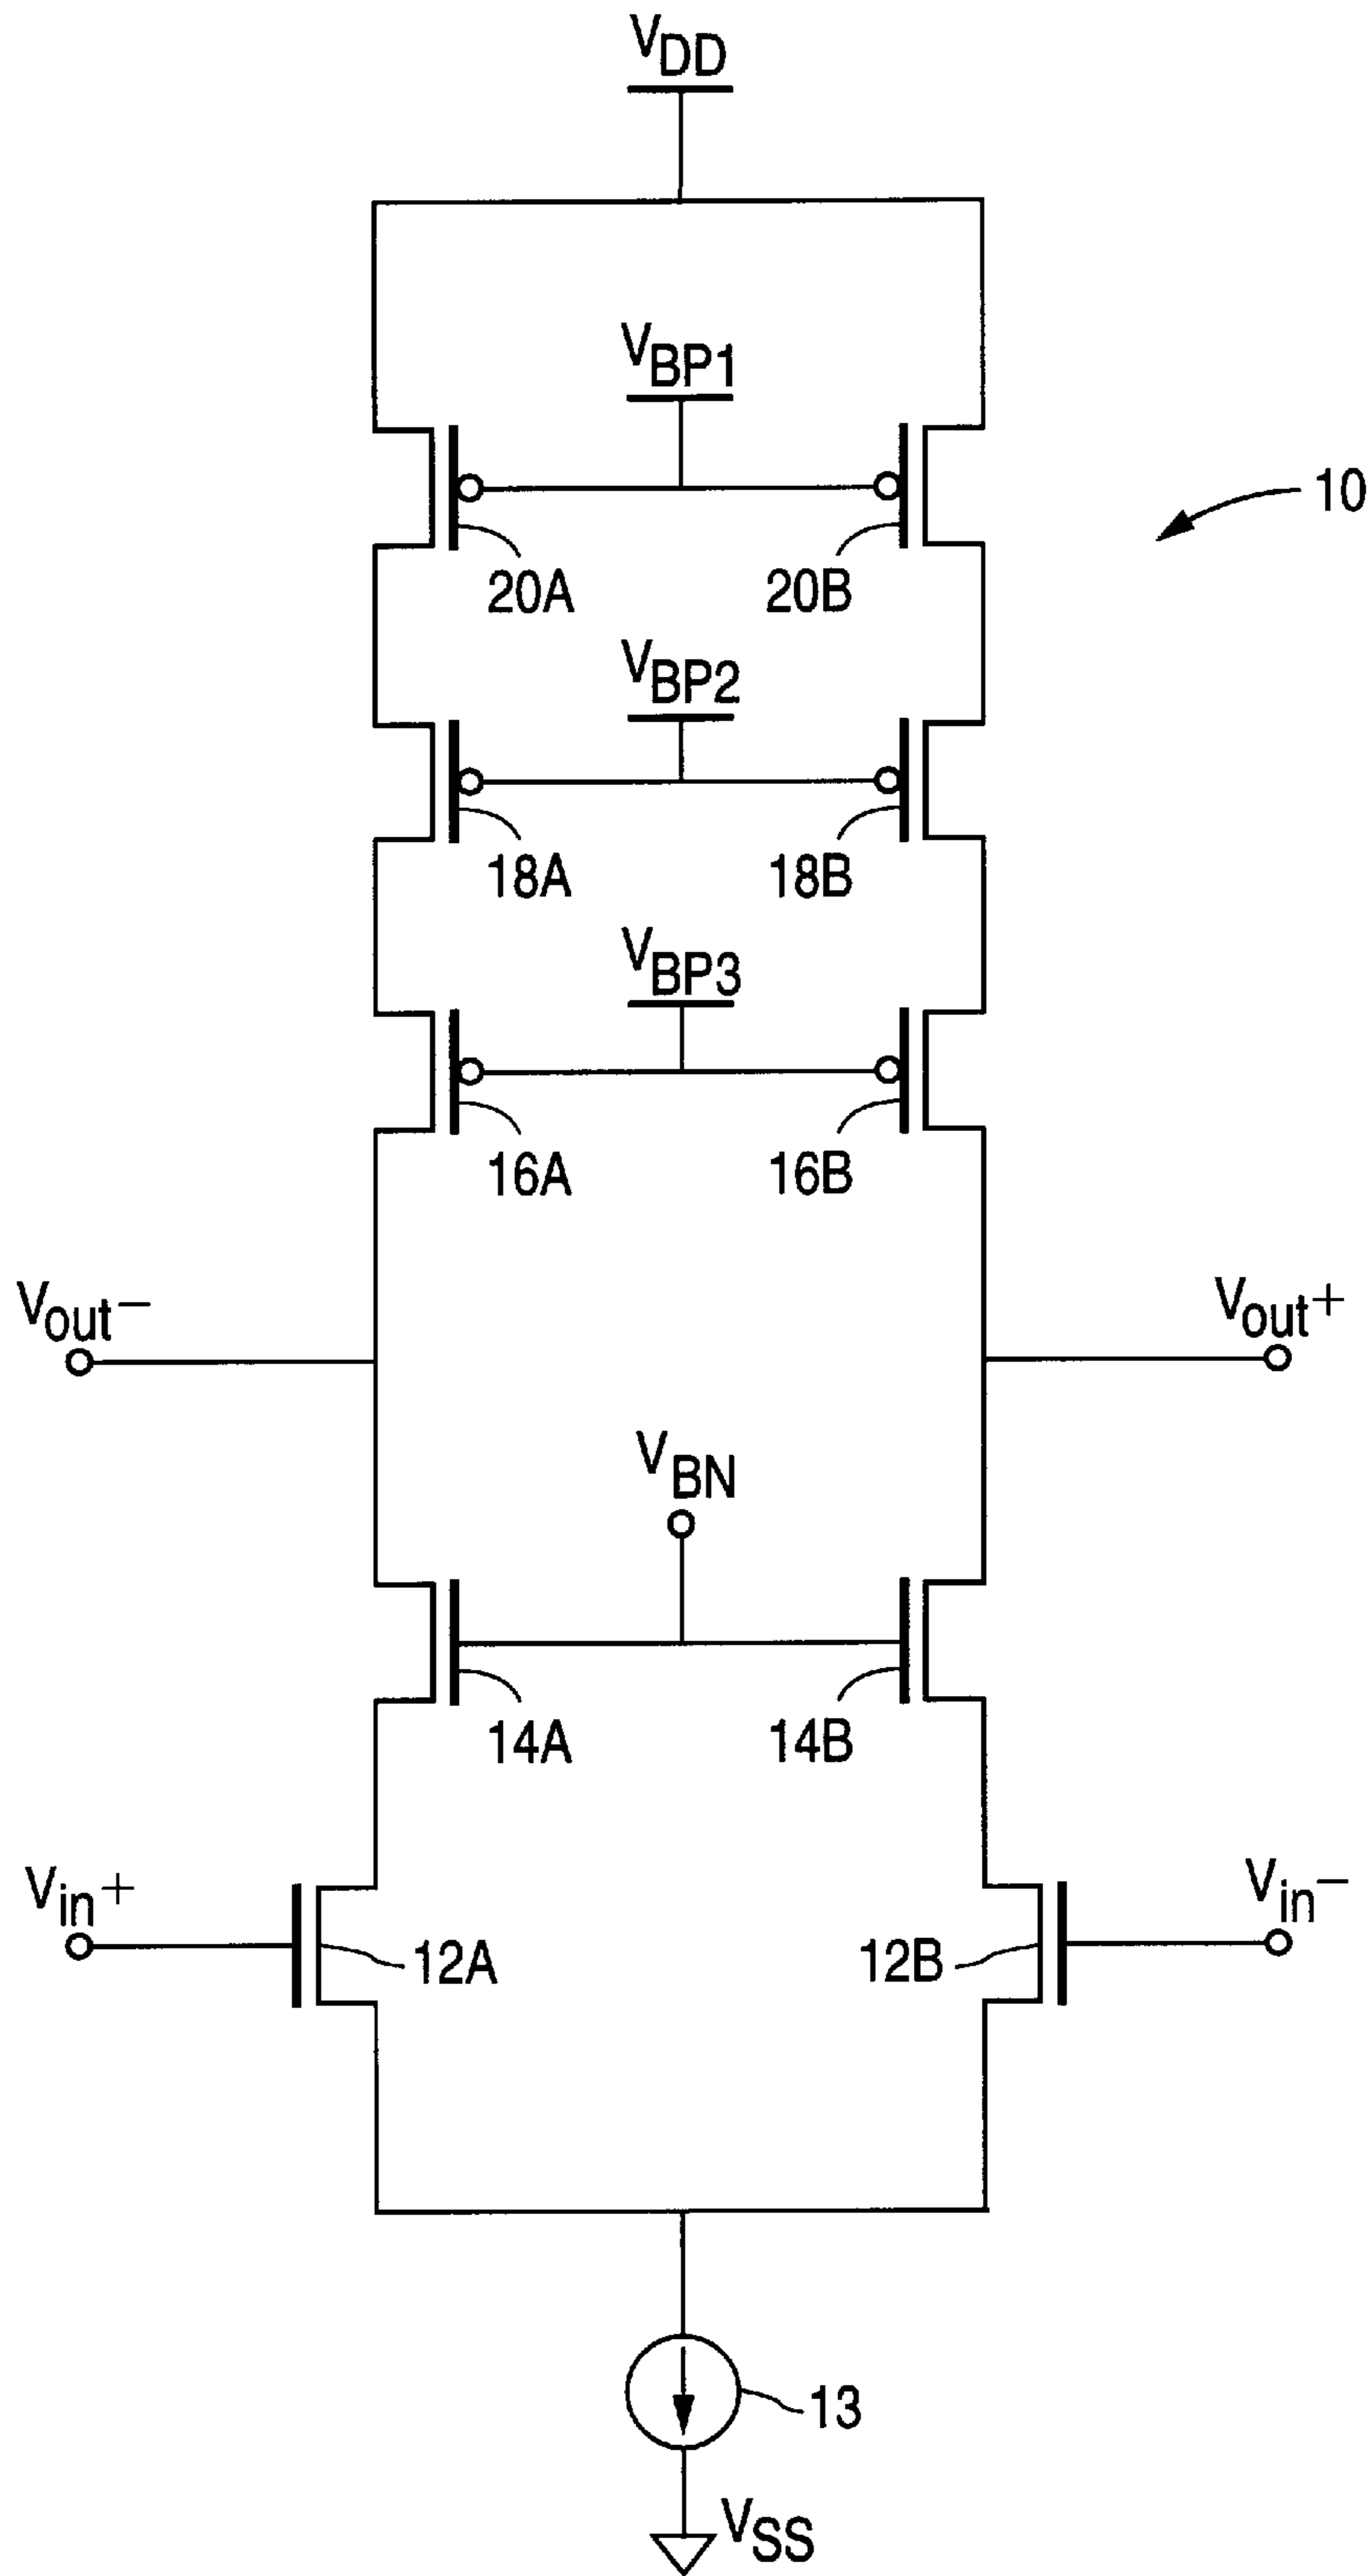 VDD
VBP1
10
20A 20B
VBP2
18A 18B
VBP3
16A 16B
Vout− Vout+
VBN
14A 14B
Vin+ Vin−
12A 12B
13
VSS